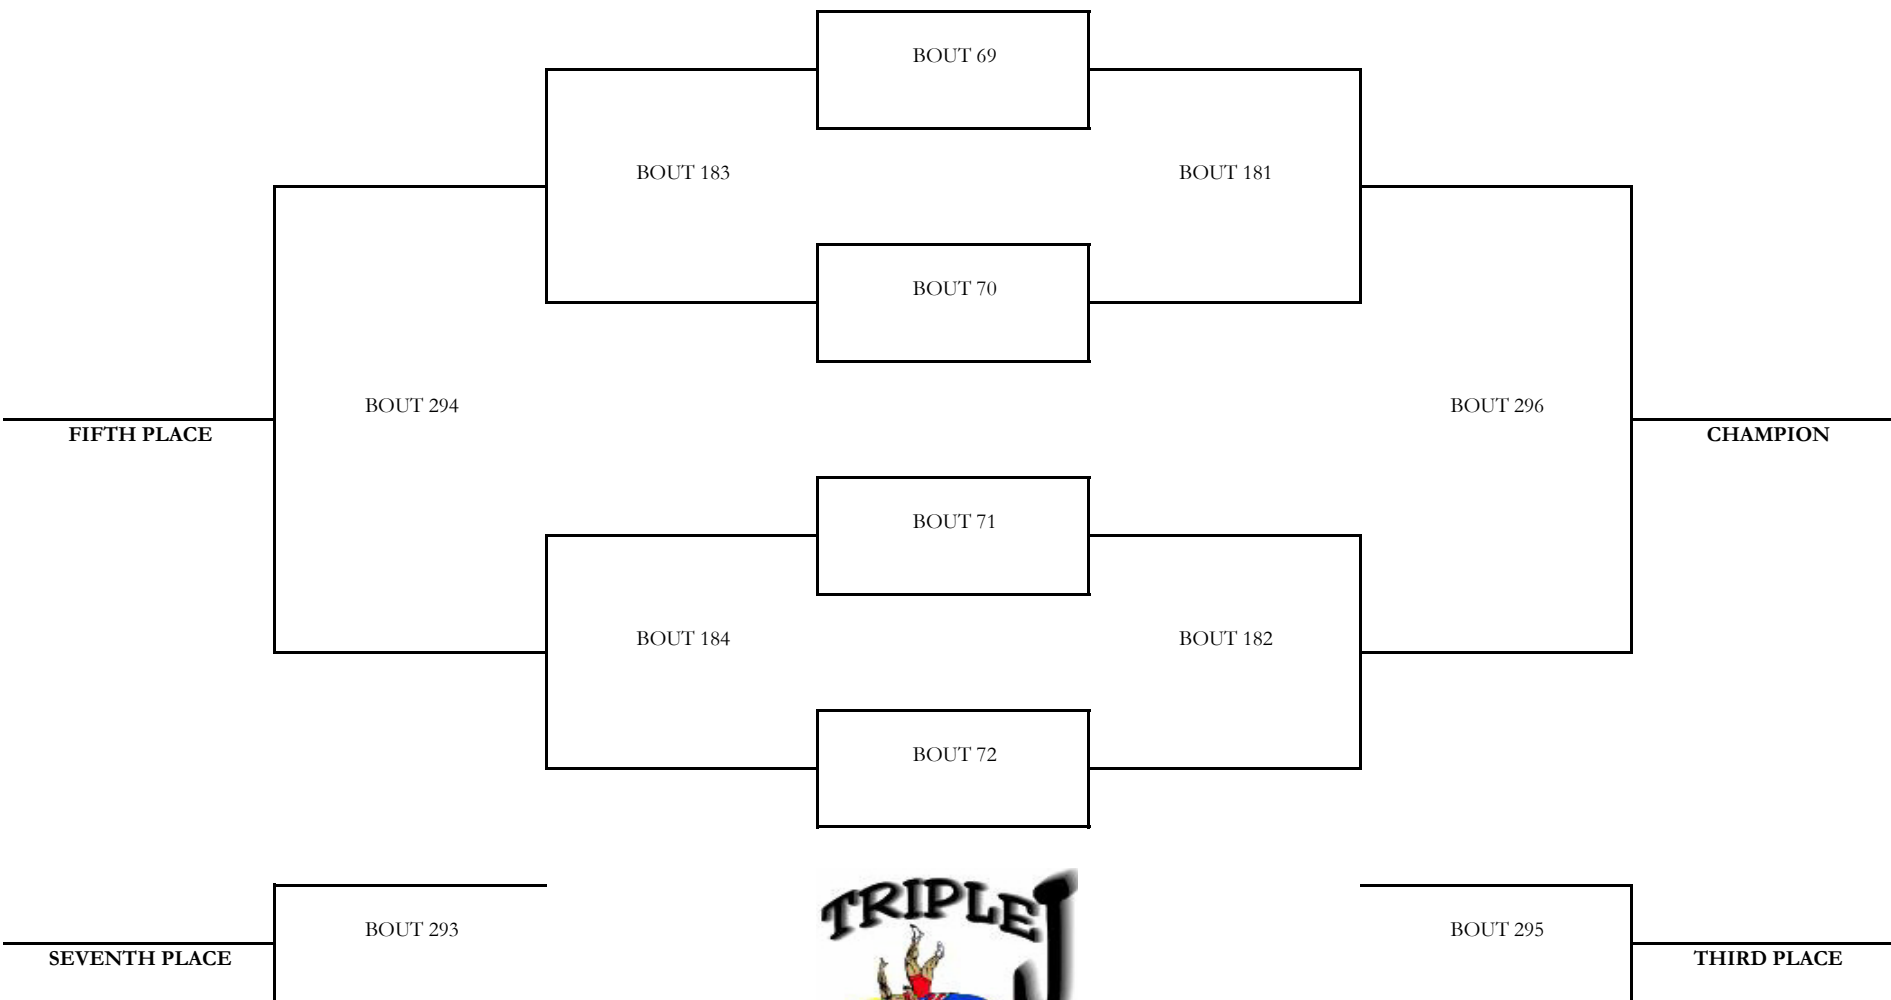 BOUT 69
BOUT 183
BOUT 181
BOUT 70
BOUT 294
BOUT 296
FIFTH PLACE
CHAMPION
BOUT 71
BOUT 184
BOUT 182
BOUT 72
TRIPLE J
BOUT 293
BOUT 295
SEVENTH PLACE
THIRD PLACE